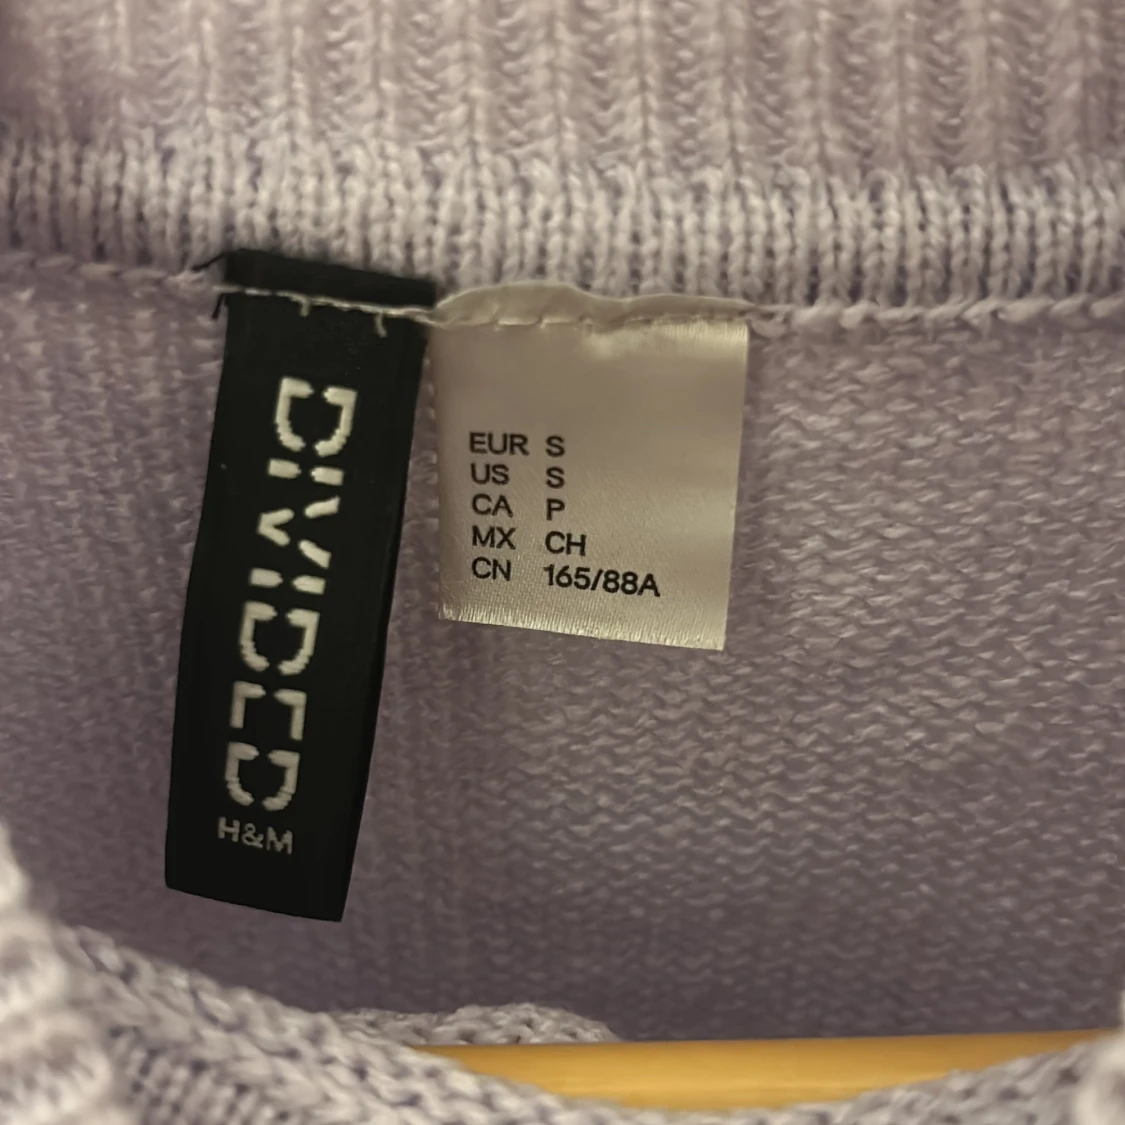 DIVIDED
H&M
EUR S
US S
CA P
MX CH
CN 165/88A